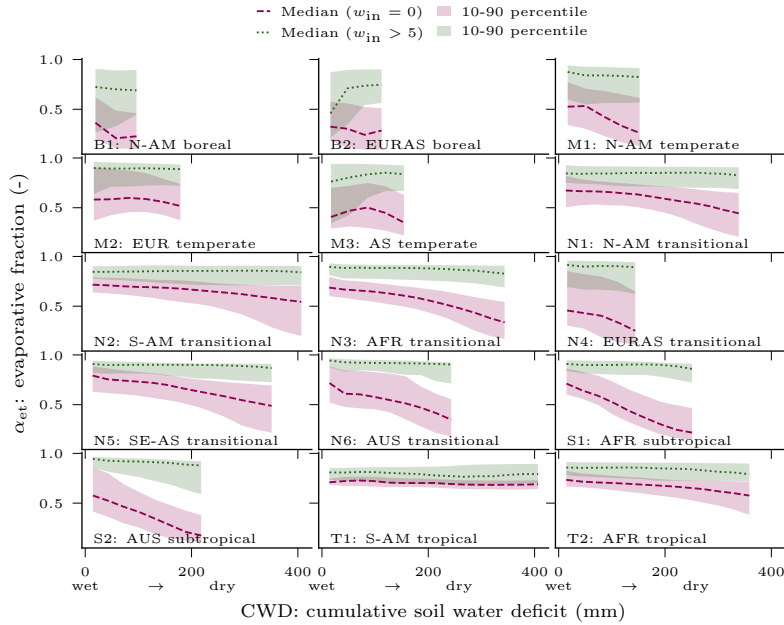 Median (w_in = 0) 10-90 percentile
Median (w_in > 5) 10-90 percentile
α_et: evaporative fraction (-)
1.0
0.5
B1: N-AM boreal
B2: EURAS boreal
M1: N-AM temperate
1.0
0.5
M2: EUR temperate
M3: AS temperate
N1: N-AM transitional
1.0
0.5
N2: S-AM transitional
N3: AFR transitional
N4: EURAS transitional
1.0
0.5
N5: SE-AS transitional
N6: AUS transitional
S1: AFR subtropical
1.0
0.5
S2: AUS subtropical
T1: S-AM tropical
T2: AFR tropical
0 200 400 0 200 400 0 200 400
wet → dry wet → dry wet → dry
CWD: cumulative soil water deficit (mm)